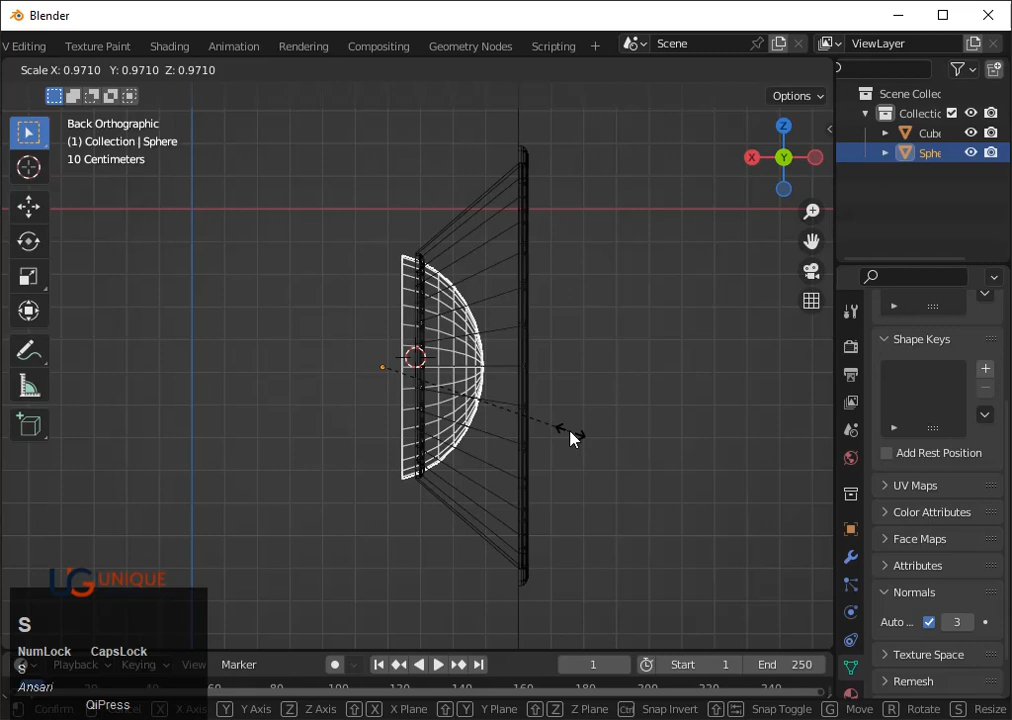 Blender
V Editing Texture Paint Shading Animation Rendering Compositing Geometry Nodes Scripting + Scene ViewLayer
Scale X: 0.9710 Y: 0.9710 Z: 0.9710
Options
Back Orthographic
(1) Collection | Sphere
10 Centimeters
Z
X
Y
Scene Collec
Collectio
Cube
Sphe
Shape Keys
Add Rest Position
UV Maps
Color Attributes
Face Maps
Attributes
Normals
Auto ... 3
Texture Space
Remesh
UG UNIQUE
S
NumLock CapsLock
S
Ansari
QiPress
Playback Keying View Marker 1 Start 1 End 250
Confirm X Axis Y Y Axis Z Z Axis X X Plane Y Y Plane Z Z Plane Ctrl Snap Invert Snap Toggle G Move R Rotate S Resize